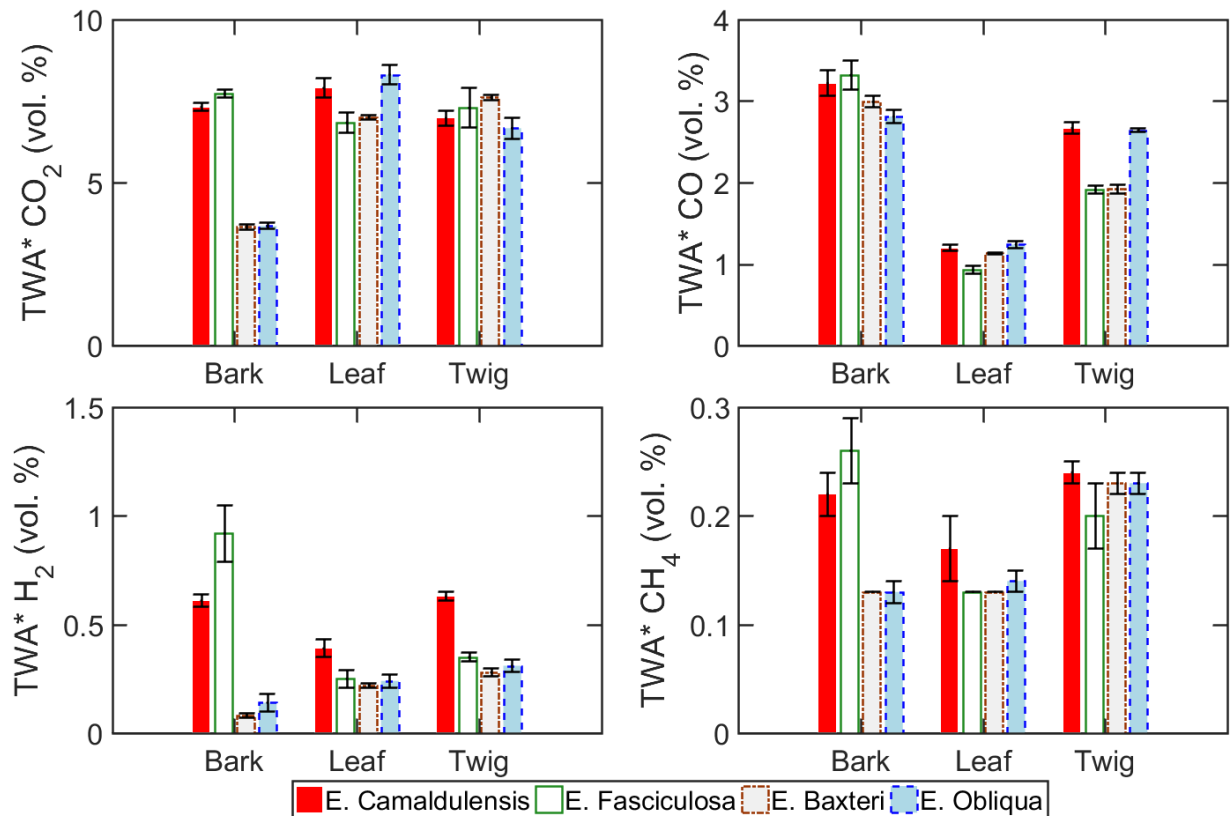 TWA* CO2 (vol. %)
10
5
0
Bark Leaf Twig
TWA* CO (vol. %)
4
3
2
1
0
Bark Leaf Twig
TWA* H2 (vol. %)
1.5
1
0.5
0
Bark Leaf Twig
TWA* CH4 (vol. %)
0.3
0.2
0.1
0
Bark Leaf Twig
E. Camaldulensis E. Fasciculosa E. Baxteri E. Obliqua